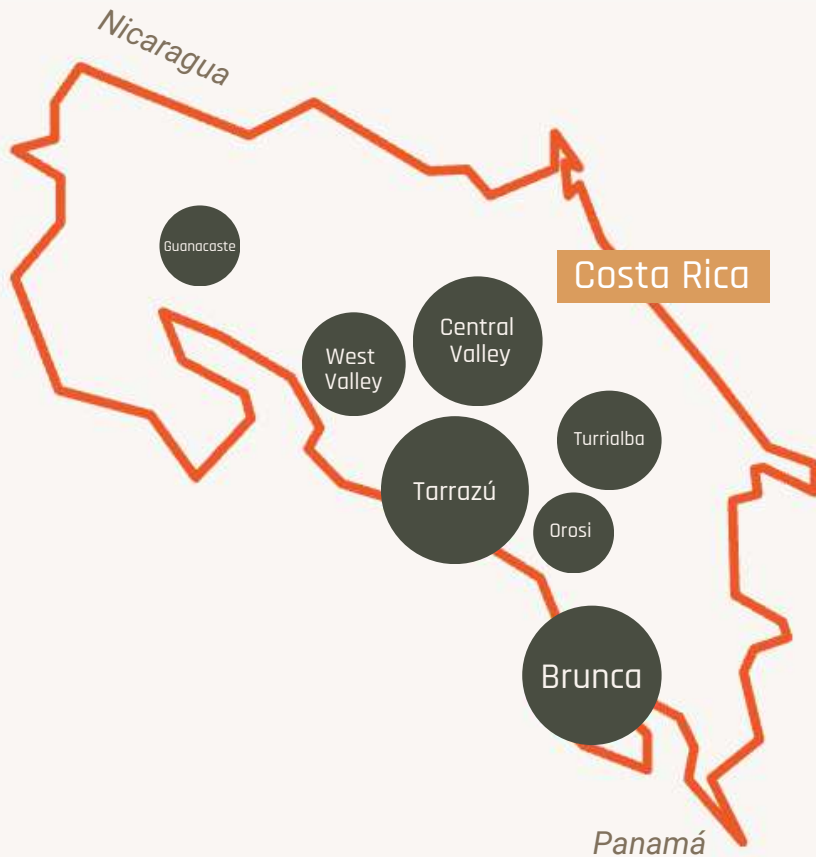 Nicaragua
Guanacaste
Costa Rica
Central
Valley
West
Valley
Turrialba
Tarrazú
Orosi
Brunca
Panamá